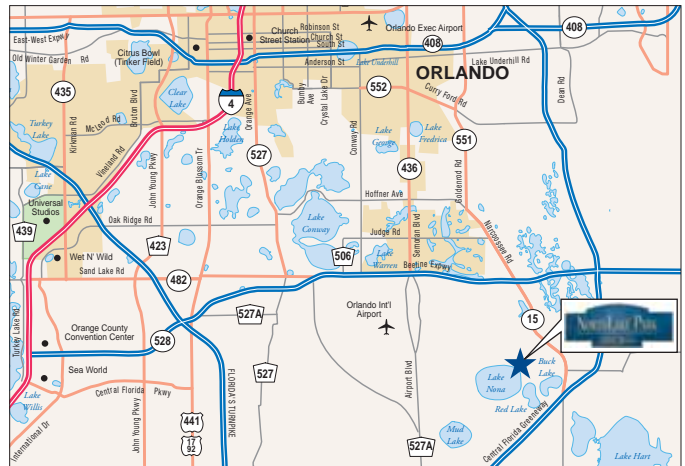 Robinson St
Church St
South St
Church
Street Station
Orlando Exec Airport
East-West Expwy
Old Winter Garden Rd
Citrus Bowl
(Tinker Field)
Anderson St
Lake Underhill
408
408
Lake Underhill Rd
ORLANDO
Dean Rd
435
Clear
Lake
4
Orange Ave
Bumby
Ave
Crystal Lake Dr
552
Curry Ford Rd
Turkey
Lake
Kirkman Rd
McLeod Rd
Bruton Blvd
Vineland Rd
Lake
Holden
527
Conway Rd
Lake
George
Lake
Fredrica
551
436
Goldenrod Rd
Lake
Cane
John Young Pkwy
Orange Blossom Tr
Hoffner Ave
Universal
Studios
Oak Ridge Rd
Lake
Conway
Judge Rd
Semoran Blvd
Narcoossee Rd
439
423
506
Lake
Warren
Wet N' Wild
Sand Lake Rd
Beeline Expwy
482
Turkey Lake Rd
527A
Orlando Int'l
Airport
15
NorthLake Park
Orange County
Convention Center
528
Sea World
FLORIDA'S TURNPIKE
527
Airport Blvd
Lake
Nona
Buck
Lake
Red Lake
Lake
Willis
Central Florida Pkwy
International Dr
John Young Pkwy
441
17
92
527A
Mud
Lake
Central Florida Greeneway
Lake Hart